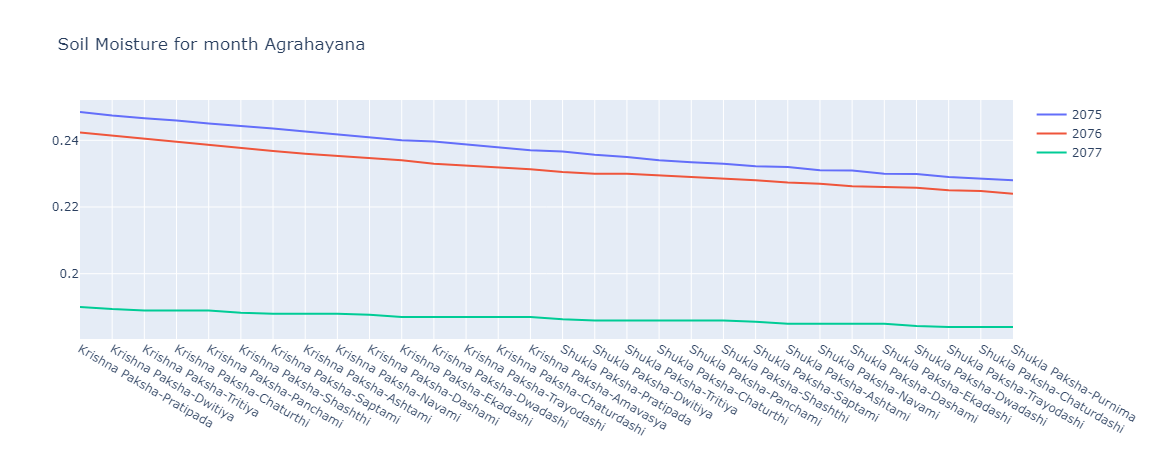 Soil Moisture for month Agrahayana
2075
2076
2077
0.24
0.22
0.2
Krishna Paksha-Pratipada
Krishna Paksha-Dwitiya
Krishna Paksha-Tritiya
Krishna Paksha-Chaturthi
Krishna Paksha-Panchami
Krishna Paksha-Shashthi
Krishna Paksha-Saptami
Krishna Paksha-Ashtami
Krishna Paksha-Navami
Krishna Paksha-Dashami
Krishna Paksha-Ekadashi
Krishna Paksha-Dwadashi
Krishna Paksha-Trayodashi
Krishna Paksha-Chaturdashi
Krishna Paksha-Amavasya
Shukla Paksha-Pratipada
Shukla Paksha-Dwitiya
Shukla Paksha-Tritiya
Shukla Paksha-Chaturthi
Shukla Paksha-Panchami
Shukla Paksha-Shashthi
Shukla Paksha-Saptami
Shukla Paksha-Ashtami
Shukla Paksha-Navami
Shukla Paksha-Dashami
Shukla Paksha-Ekadashi
Shukla Paksha-Dwadashi
Shukla Paksha-Trayodashi
Shukla Paksha-Chaturdashi
Shukla Paksha-Purnima